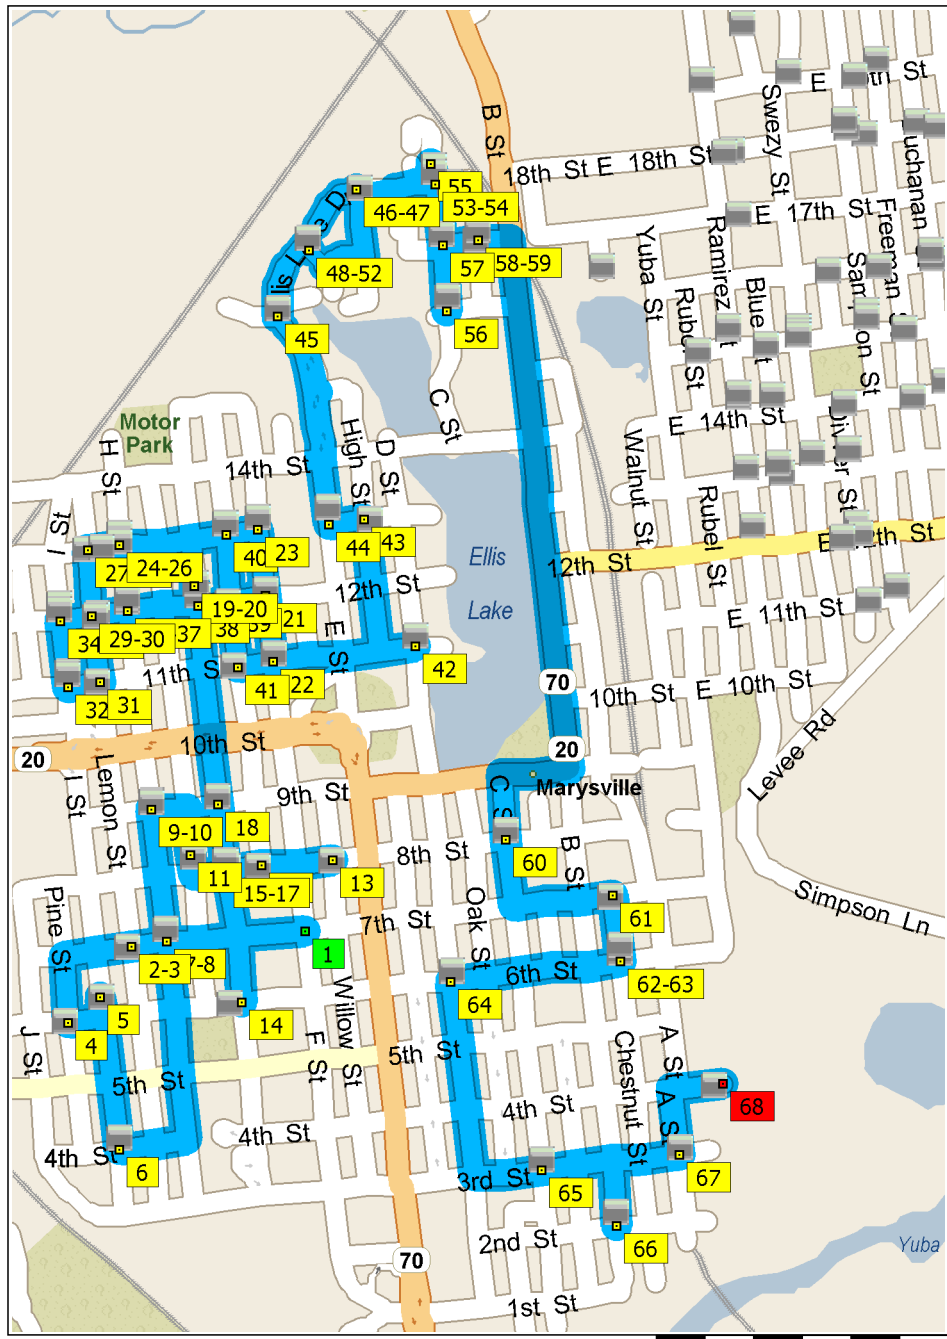 B St
18th St
E 18th St
E
th St
Swezy St
uchanan
E 17th St
Freeman S
Yuba St
Ramirez
t
Rubel St
Blue
St
Sam
son St
55
46-47
53-54
lis L
e D
48-52
57
58-59
45
56
C St
E 14th St
Motor
Park
H St
14th St
High St
D St
Walnut St
Rubel St
St
I St
44
43
40
23
24-26
27
12th St
12th St
E
2th St
Ellis
Lake
19-20
21
34
29-30
37
38
39
E St
E 11th St
11th S
41
22
42
32
31
70
10th St
E 10th St
10th St
20
20
Levee Rd
Marysville
I St
Lemon St
9th St
C S
9-10
18
8th St
60
B St
11
15-17
13
Simpson Ln
Pine St
7th St
Oak St
61
1
2-3
7-8
6th St
62-63
64
5
14
4
J St
Willow St
F St
5th St
Chestnut St
A St
5th St
68
4th St
A St
4th St
4th St
6
3rd St
65
67
66
2nd St
Yuba
70
1st St